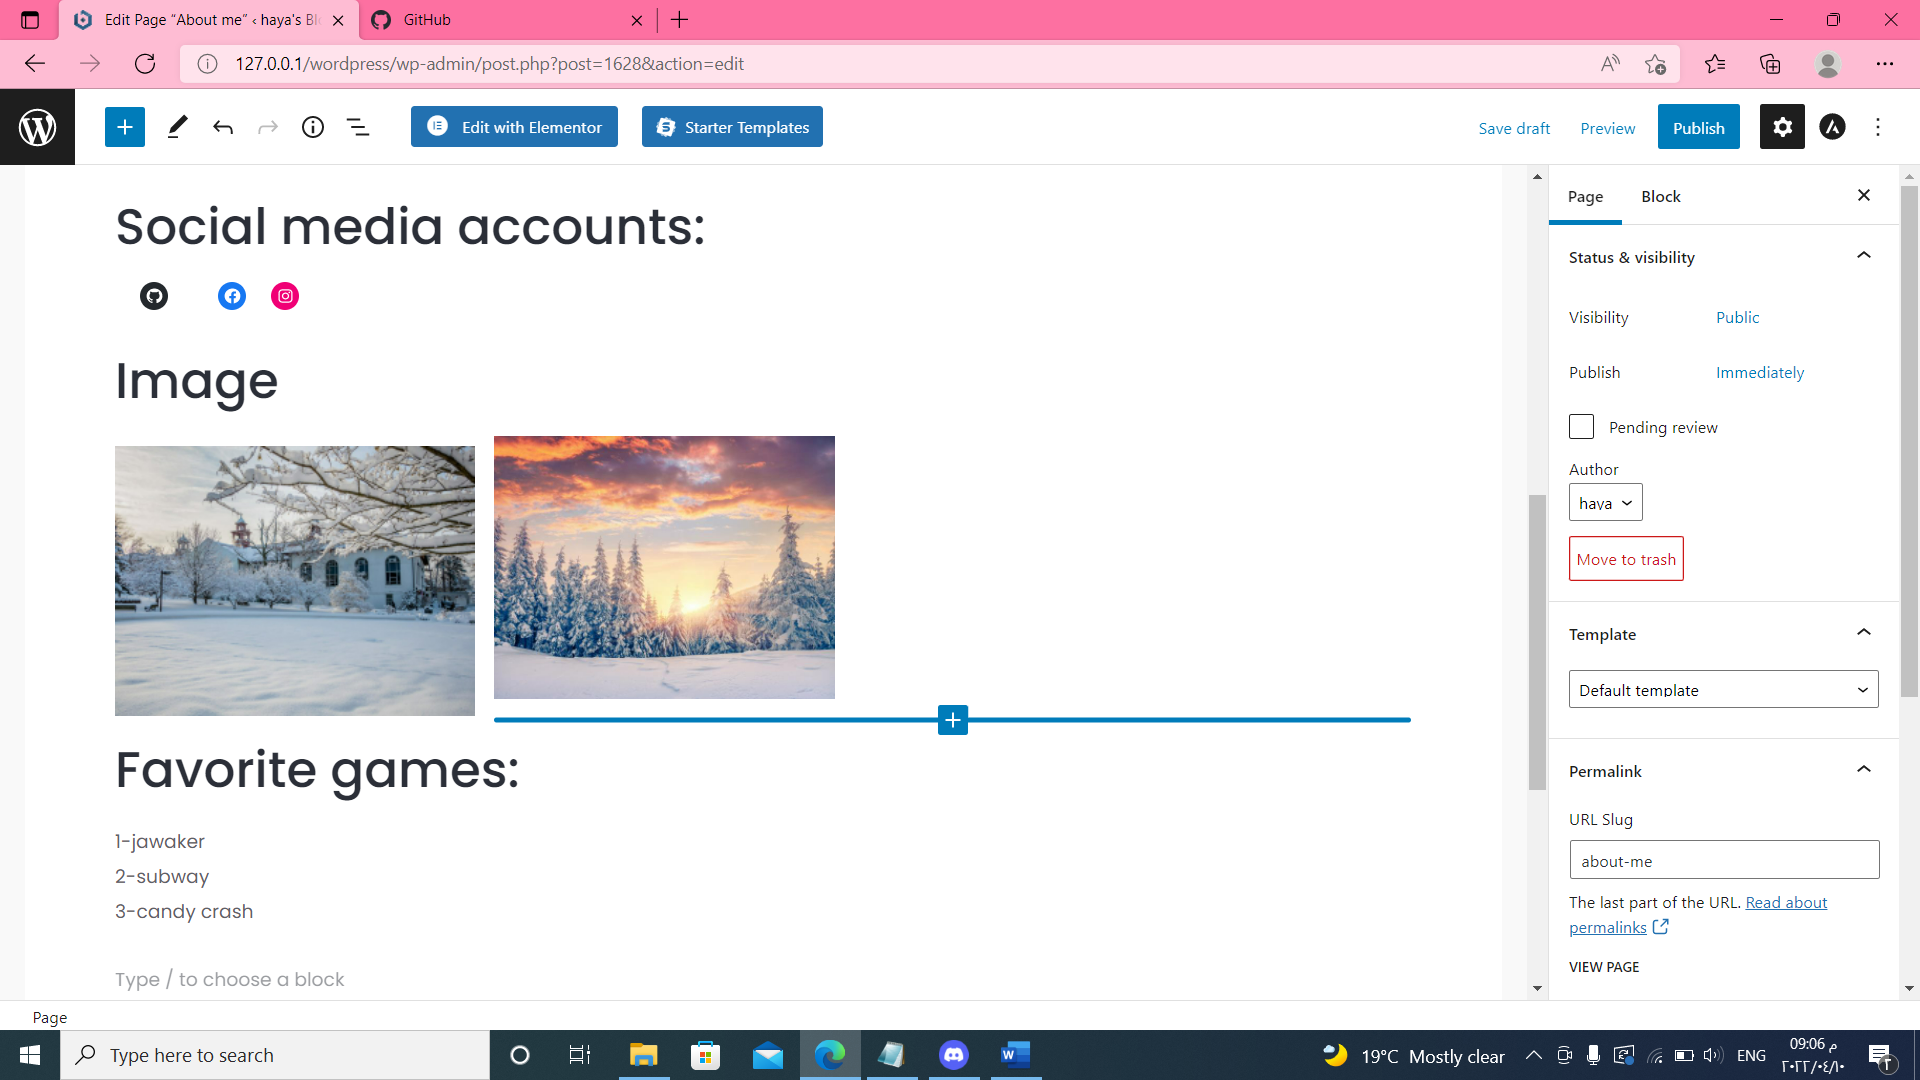 Edit Page “About me” ‹ haya's Bl
GitHub
127.0.0.1/wordpress/wp-admin/post.php?post=1628&action=edit
Edit with Elementor
Starter Templates
Save draft
Preview
Publish
Social media accounts:
Image
Favorite games:
1-jawaker
2-subway
3-candy crash
Type / to choose a block
Page
Block
Status & visibility
Visibility
Public
Publish
Immediately
Pending review
Author
haya
Move to trash
Template
Default template
Permalink
URL Slug
about-me
The last part of the URL. Read about
permalinks
VIEW PAGE
Page
Type here to search
19°C Mostly clear
ENG
09:06 م
٢٠٢٢/٠٤/١٠
٢